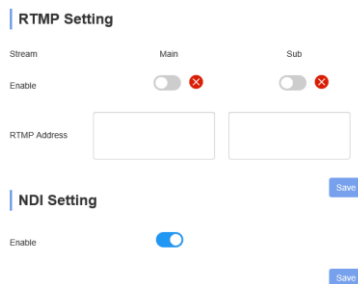 RTMP Setting
Stream Main Sub
Enable
RTMP Address
Save
NDI Setting
Enable
Save